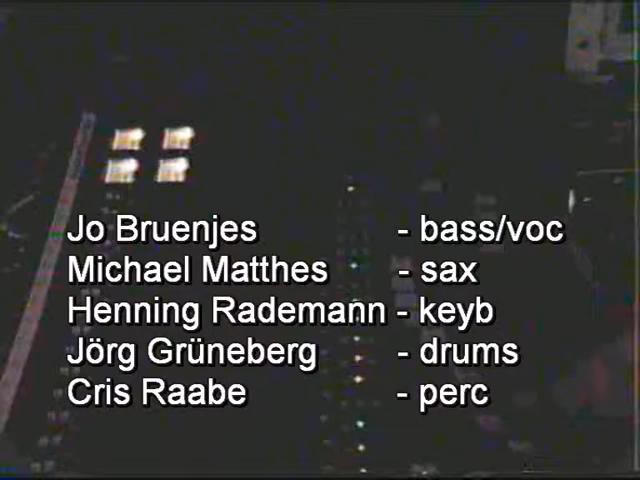 Jo Bruenjes - bass/voc
Michael Matthes - sax
Henning Rademann - keyb
Jörg Grüneberg - drums
Cris Raabe - perc